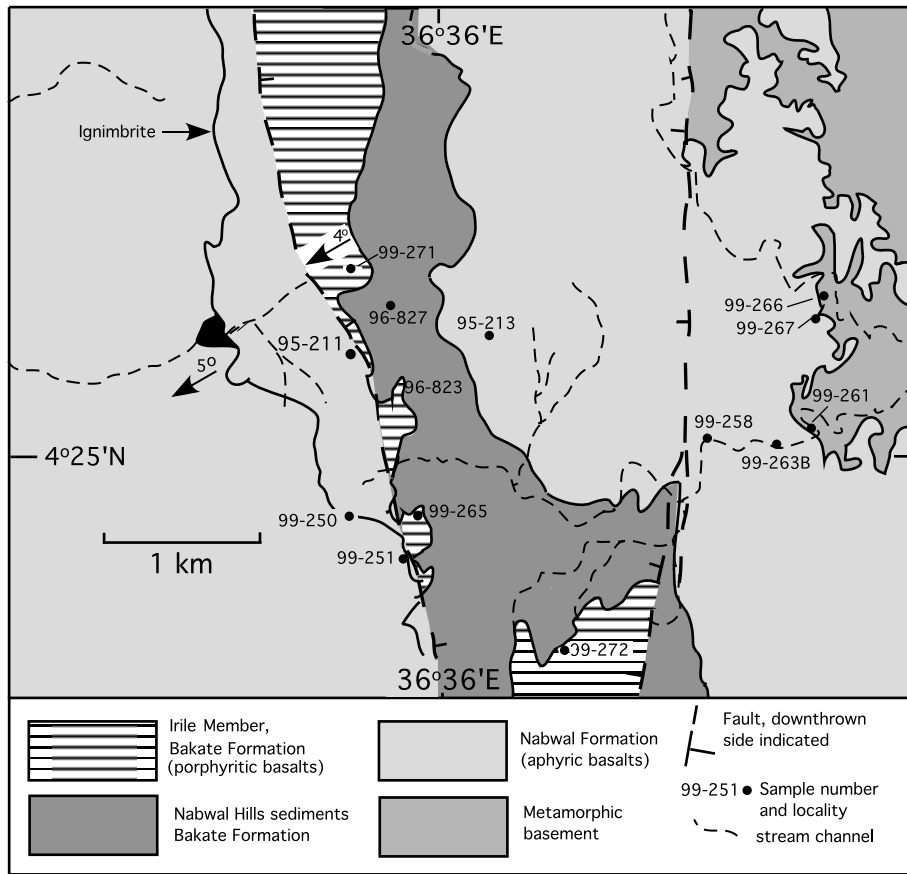 36°36'E
Ignimbrite
4°
99-271
96-827
95-213
99-266
99-267
95-211
5°
96-823
99-261
99-258
99-263B
4°25'N
99-250
99-265
1 km
99-251
09-272
36°36'E
Irile Member,
Bakate Formation
(porphyritic basalts)
Nabwal Hills sediments
Bakate Formation
Nabwal Formation
(aphyric basalts)
Metamorphic
basement
Fault, downthrown
side indicated
99-251 Sample number
and locality
stream channel